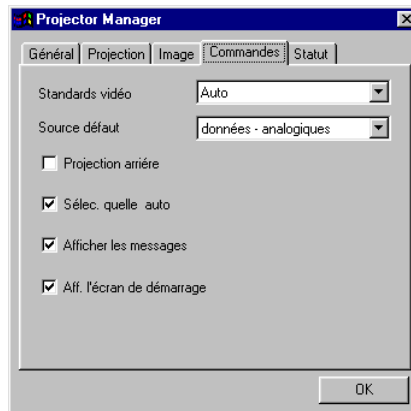 Projector Manager
Général Projection Image Commandes Statut
Standards vidéo Auto
Source défaut données - analogiques
Projection arriére
Sélec. quelle auto
Afficher les messages
Aff. l'écran de démarrage
OK